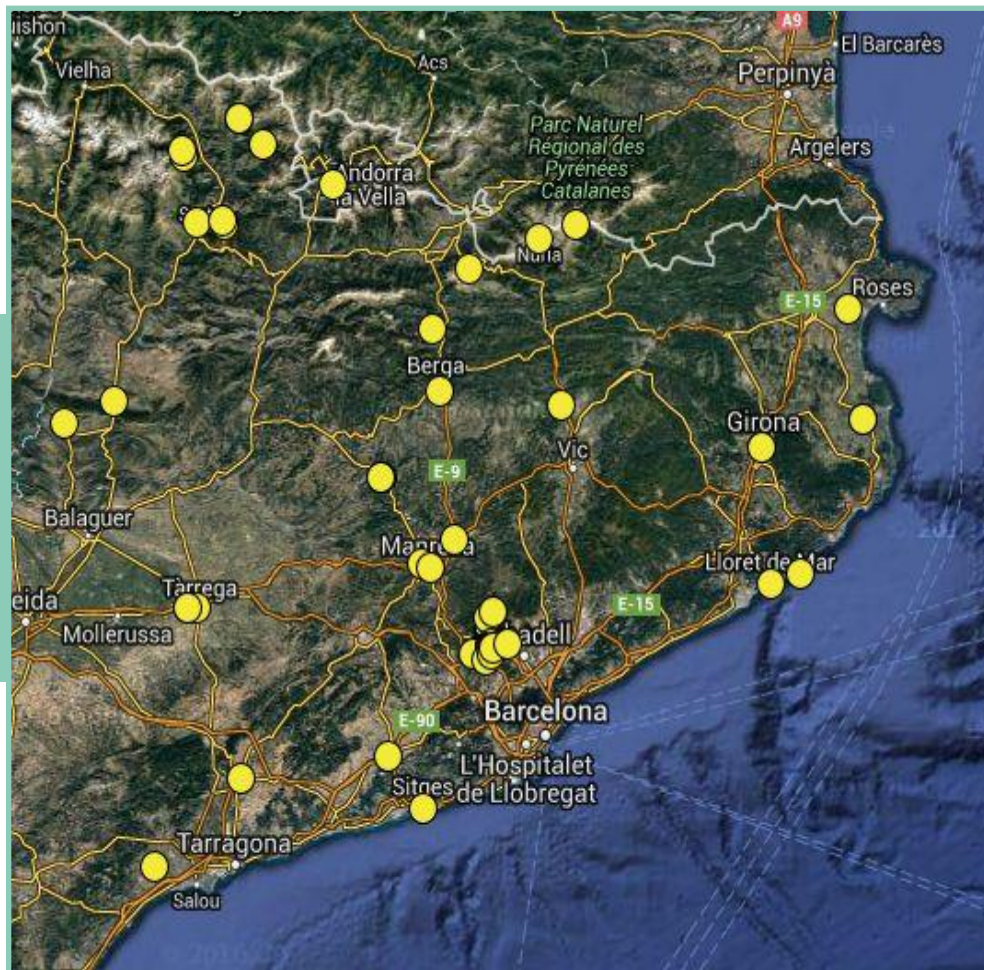 Vielha
Acs
A9
El Barcarès
Perpinyà
Argelers
Parc Naturel
Régional des
Pyrénées
Catalanes
Andorra
la Vella
Núria
E-15
Roses
Berga
Girona
Vic
E-9
Balaguer
Lloret de Mar
Tàrrega
Mollerussa
E-15
Barcelona
E-90
L'Hospitalet
de Llobregat
Sitges
Tarragona
Salou